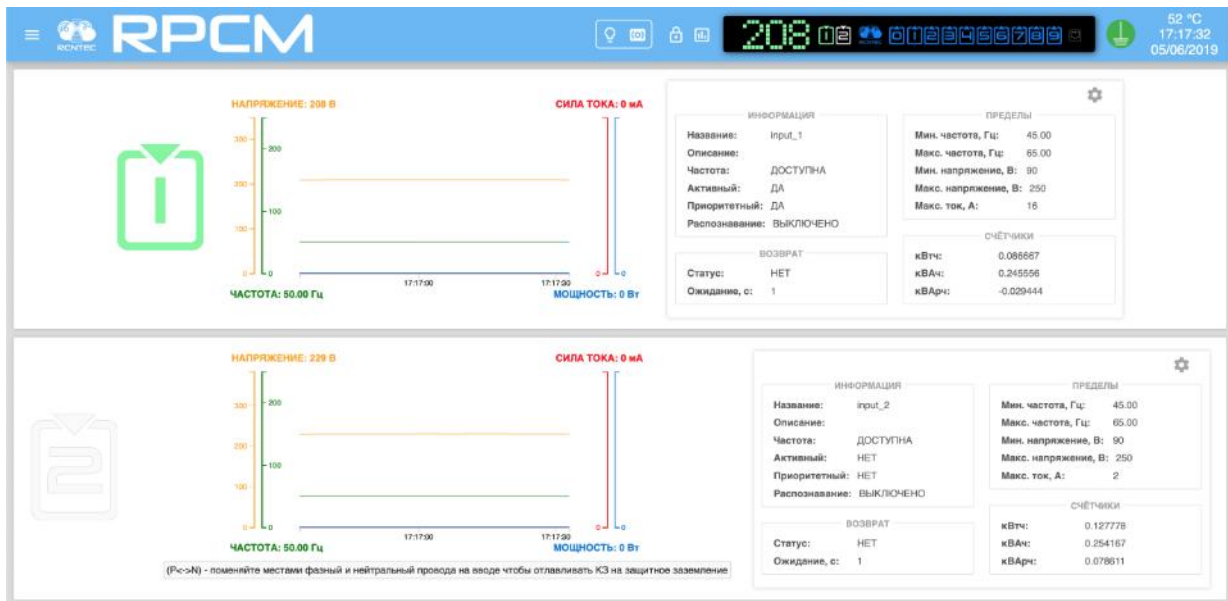 RCNTEC RPCM 208 12 RCNTEC 0123456789 52 °C
17:17:32
05/06/2019
НАПРЯЖЕНИЕ: 208 В
СИЛА ТОКА: 0 мА
300
200
100
0
200
100
0
0
0
17:17:00
17:17:30
ЧАСТОТА: 50.00 Гц
МОЩНОСТЬ: 0 Вт
1
ИНФОРМАЦИЯ
Название: Input_1
Описание:
Частота: ДОСТУПНА
Активный: ДА
Приоритетный: ДА
Распознавание: ВЫКЛЮЧЕНО
ВОЗВРАТ
Статус: НЕТ
Ожидание, с: 1
ПРЕДЕЛЫ
Мин. частота, Гц: 45.00
Макс. частота, Гц: 65.00
Мин. напряжение, В: 90
Макс. напряжение, В: 250
Макс. ток, А: 16
СЧЁТЧИКИ
кВтч: 0.086667
кВАч: 0.245556
кВАрч: -0.029444
НАПРЯЖЕНИЕ: 229 В
СИЛА ТОКА: 0 мА
300
200
100
0
200
100
0
0
0
17:17:00
17:17:30
ЧАСТОТА: 50.00 Гц
МОЩНОСТЬ: 0 Вт
2
(P<->N) - поменяйте местами фазный и нейтральный провода на вводе чтобы отлавливать КЗ на защитное заземление
ИНФОРМАЦИЯ
Название: input_2
Описание:
Частота: ДОСТУПНА
Активный: НЕТ
Приоритетный: НЕТ
Распознавание: ВЫКЛЮЧЕНО
ВОЗВРАТ
Статус: НЕТ
Ожидание, с: 1
ПРЕДЕЛЫ
Мин. частота, Гц: 45.00
Макс. частота, Гц: 65.00
Мин. напряжение, В: 90
Макс. напряжение, В: 250
Макс. ток, А: 2
СЧЁТЧИКИ
кВтч: 0.127778
кВАч: 0.254167
кВАрч: 0.078611